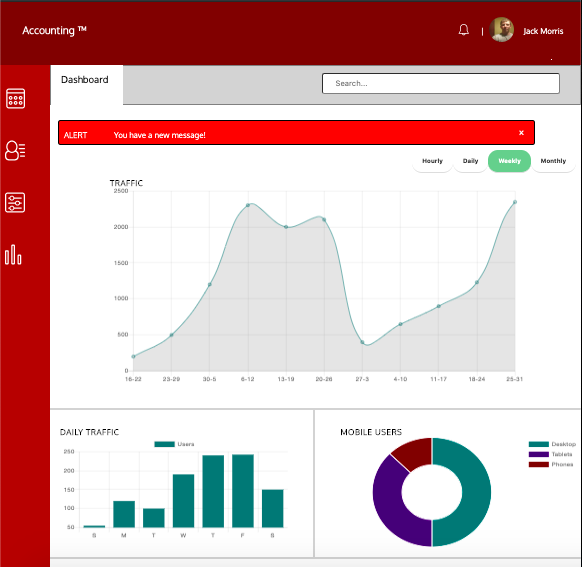 Accounting ™
Jack Morris
Dashboard
Search...
ALERT You have a new message! ×
Hourly Daily Weekly Monthly
TRAFFIC
2500
2000
1500
1000
500
0
16-22 23-29 30-5 6-12 13-19 20-26 27-3 4-10 11-17 18-24 25-31
DAILY TRAFFIC
Users
250
200
150
100
50
S M T W T F S
MOBILE USERS
Desktop
Tablets
Phones